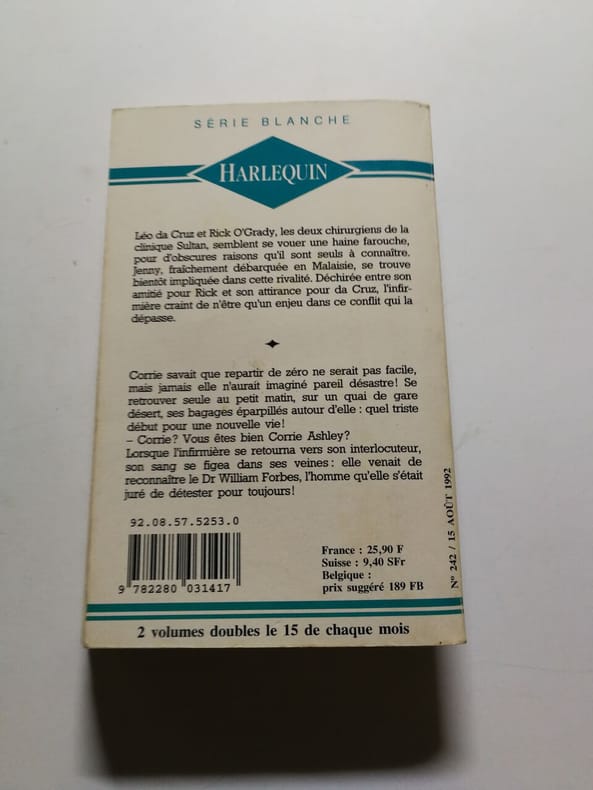 SÉRIE BLANCHE
HARLEQUIN
Léo da Cruz et Rick O'Grady, les deux chirurgiens de la
clinique Sultan, semblent se vouer une haine farouche,
pour d'obscures raisons qu'il sont seuls à connaître.
Jenny, fraîchement débarquée en Malaisie, se trouve
bientôt impliquée dans cette rivalité. Déchirée entre son
amitié pour Rick et son attirance pour da Cruz, l'infir-
mière craint de n'être qu'un enjeu dans ce conflit qui la
dépasse.
Corrie savait que repartir de zéro ne serait pas facile,
mais jamais elle n'aurait imaginé pareil désastre! Se
retrouver seule au petit matin, sur un quai de gare
désert, ses bagages éparpillés autour d'elle : quel triste
début pour une nouvelle vie!
– Corrie? Vous êtes bien Corrie Ashley?
Lorsque l'infirmière se retourna vers son interlocuteur,
son sang se figea dans ses veines : elle venait de
reconnaître le Dr William Forbes, l'homme qu'elle s'était
juré de détester pour toujours!
92.08.57.5253.0
9 782280 031417
France : 25,90 F
Suisse : 9,40 SFr
Belgique :
prix suggéré 189 FB
N° 242 / 15 AOÛT 1992
2 volumes doubles le 15 de chaque mois